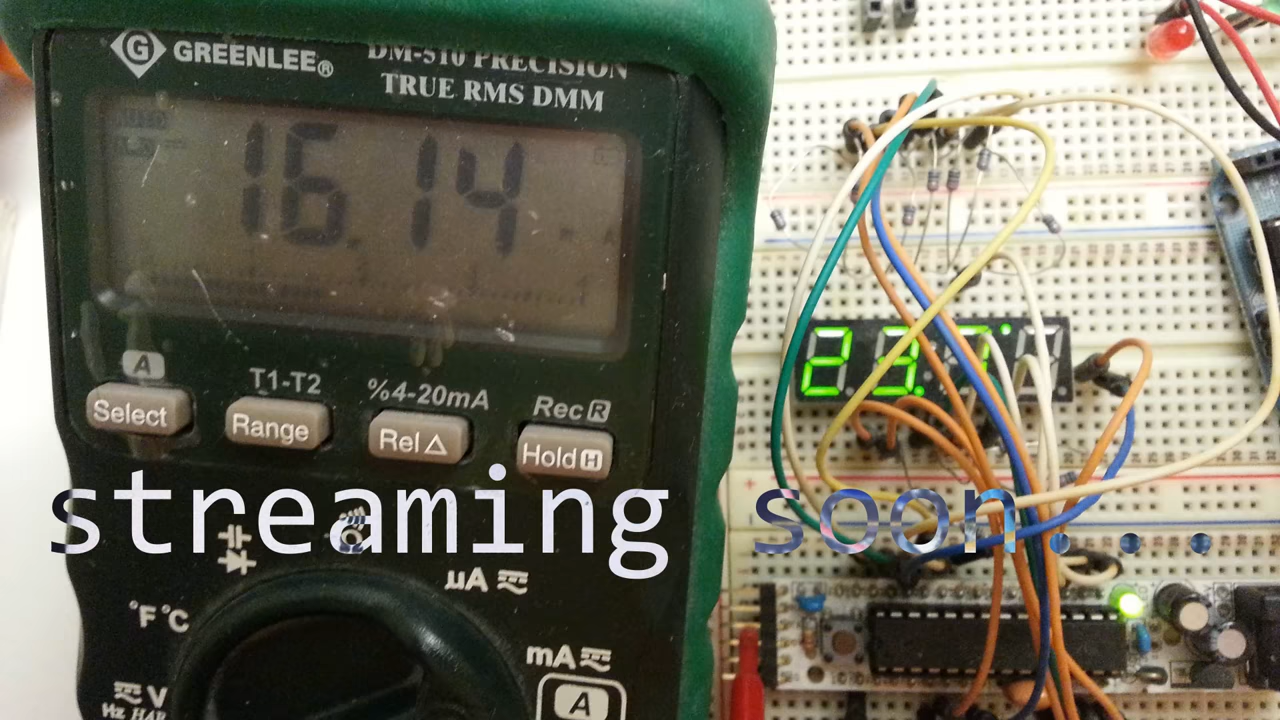 G GREENLEE®
DM-510 PRECISION
TRUE RMS DMM
16.14
A
T1-T2
%4-20mA
Rec R
Select
Range
Rel Δ
Hold H
streaming soon...
µA
°F°C
mA
V
Hz
A